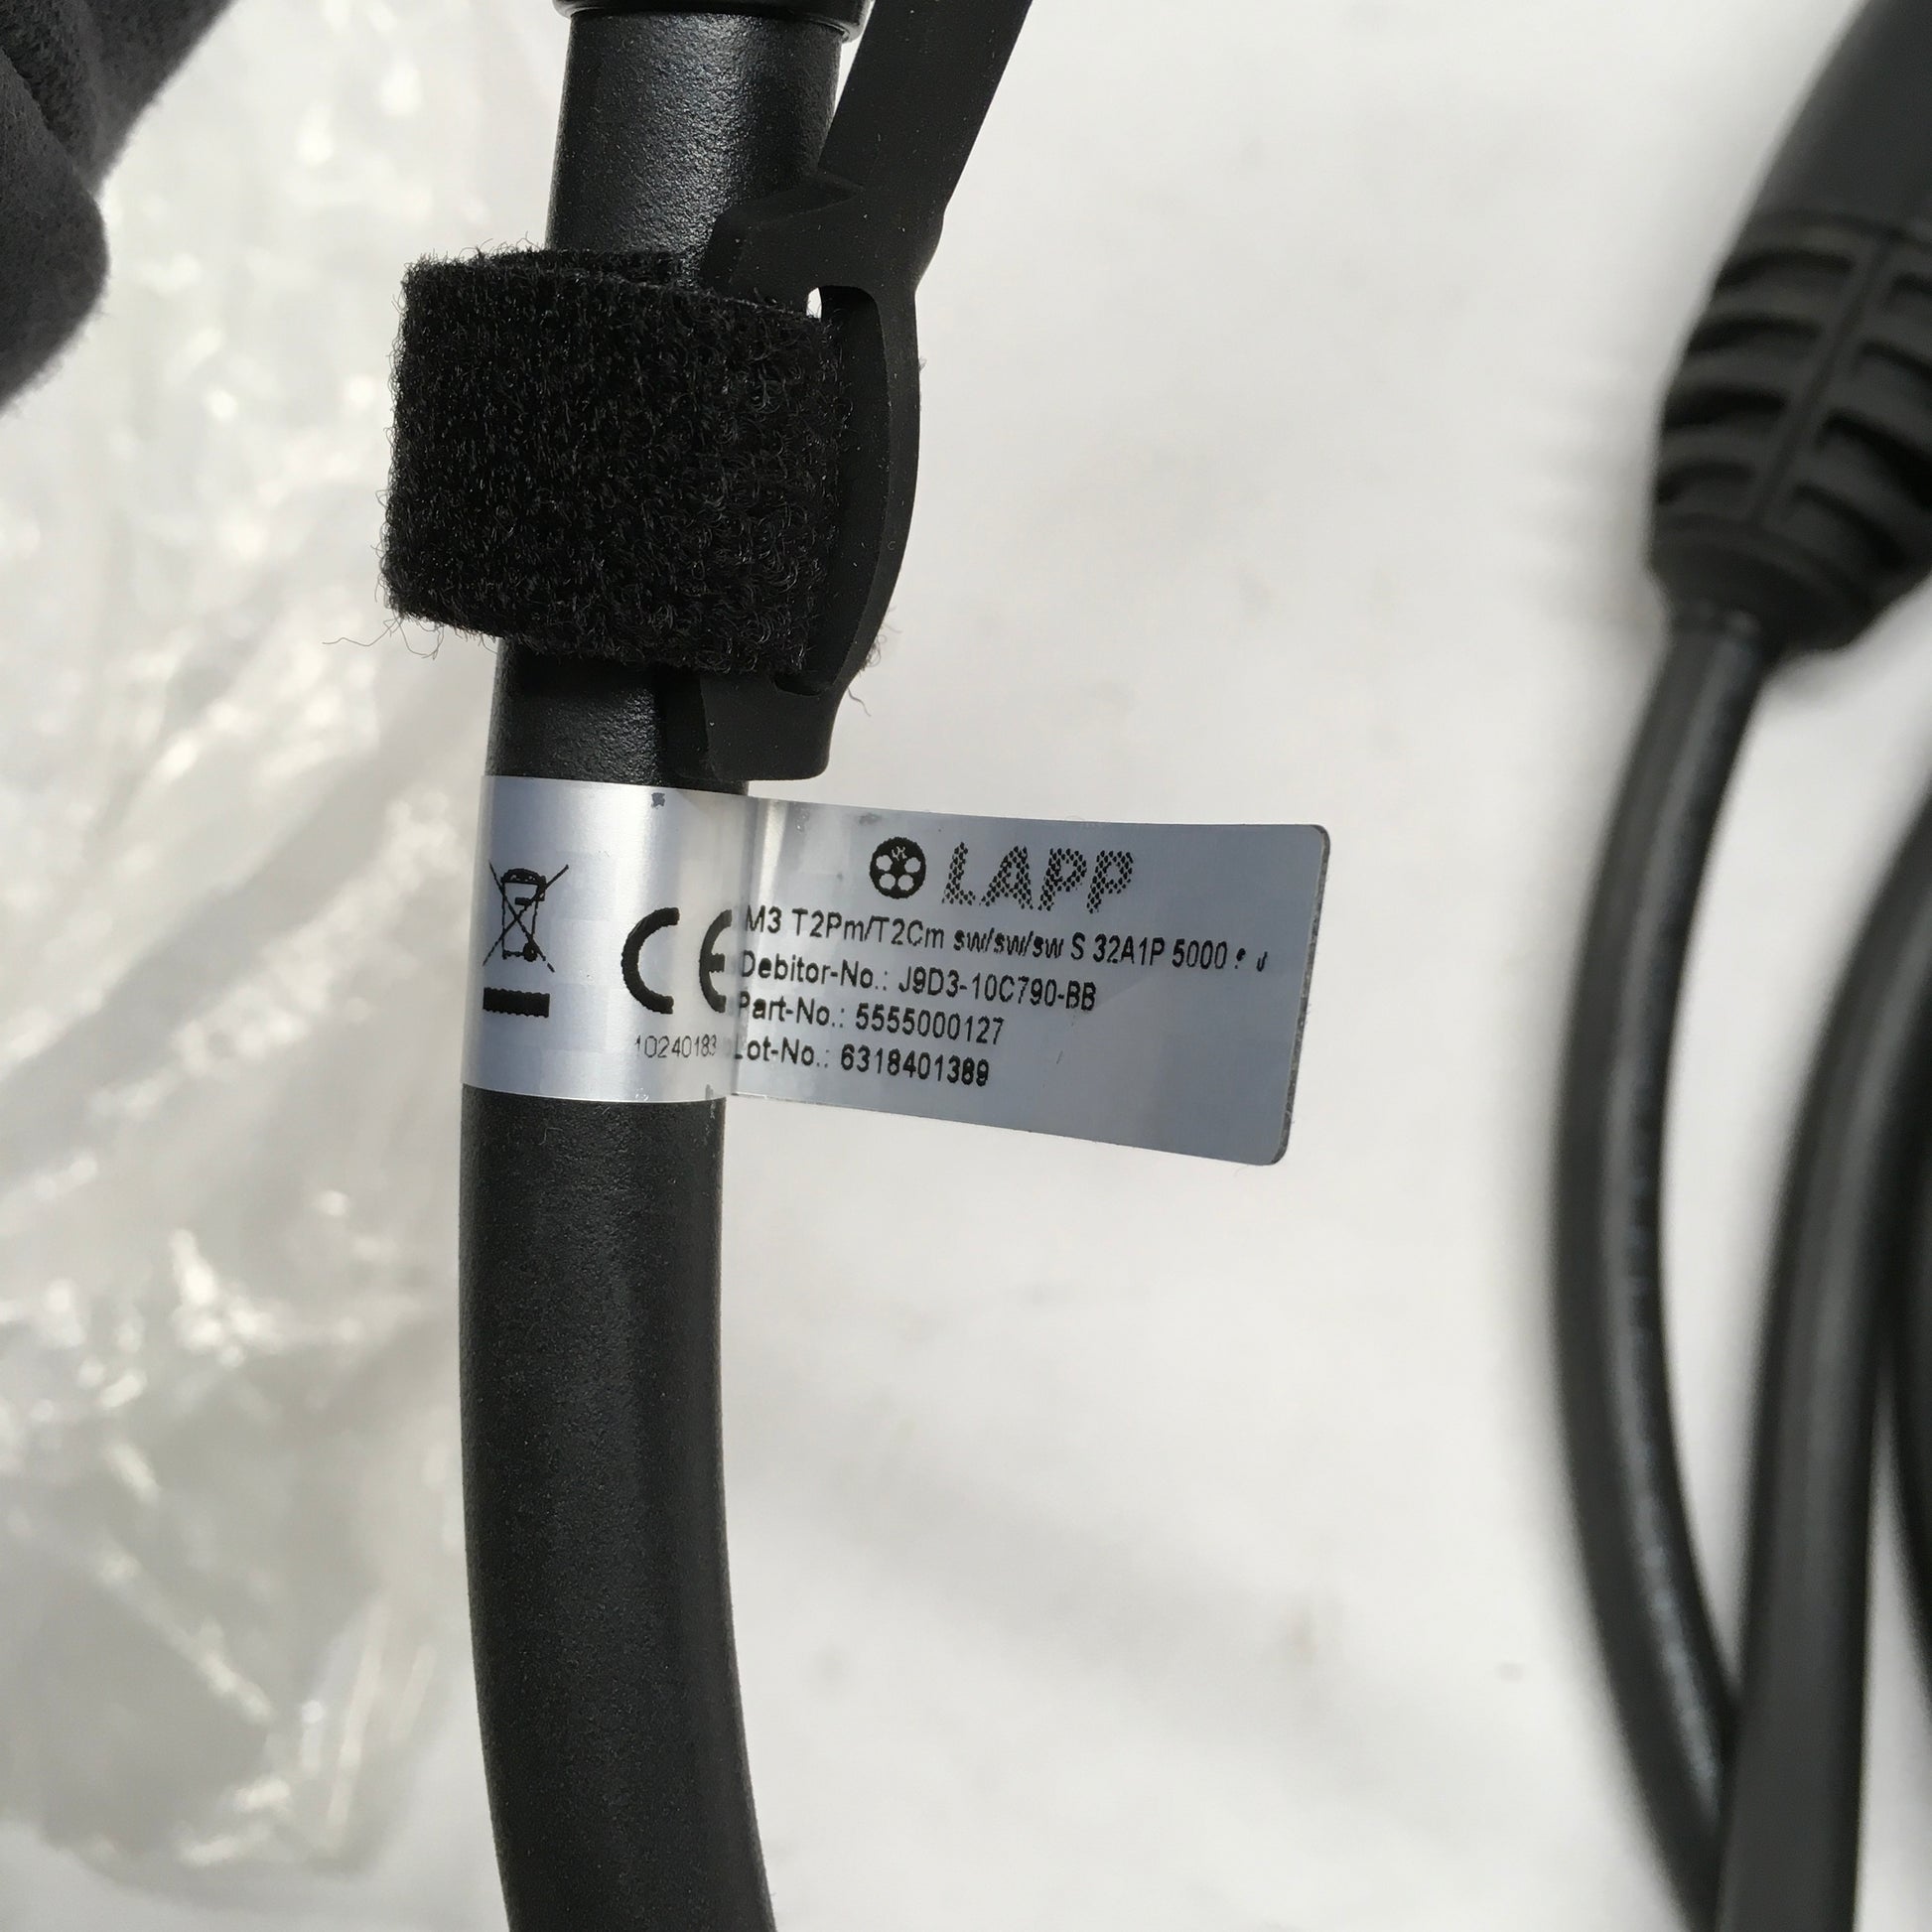 LAPP
M3 T2Pm/T2Cm sw/sw/sw S 32A1P 5000
Debitor-No.: J9D3-10C790-BB
Part-No.: 5555000127
Lot-No.: 6318401389
CE
10240183